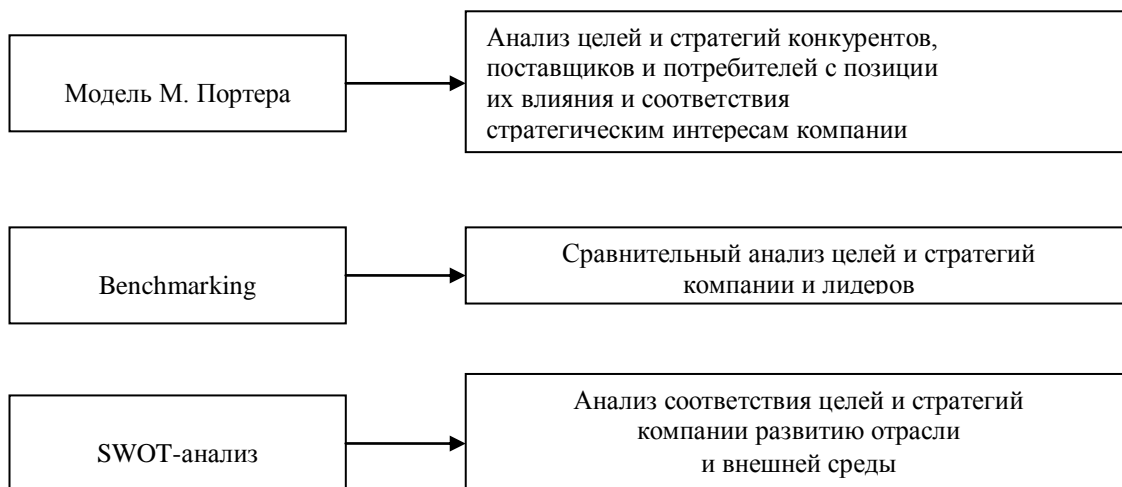 Модель М. Портера
Анализ целей и стратегий конкурентов,
поставщиков и потребителей с позиции
их влияния и соответствия
стратегическим интересам компании
Benchmarking
Сравнительный анализ целей и стратегий
компании и лидеров
SWOT-анализ
Анализ соответствия целей и стратегий
компании развитию отрасли
и внешней среды